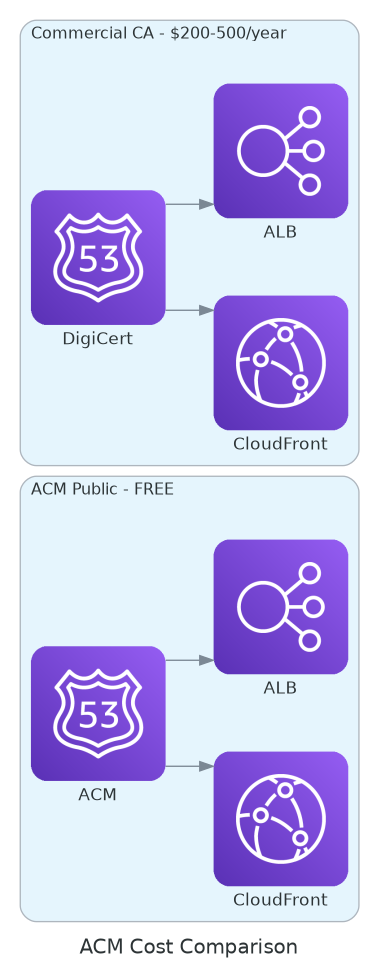 Commercial CA - $200-500/year
ALB
53
DigiCert
CloudFront
ACM Public - FREE
ALB
53
ACM
CloudFront
ACM Cost Comparison